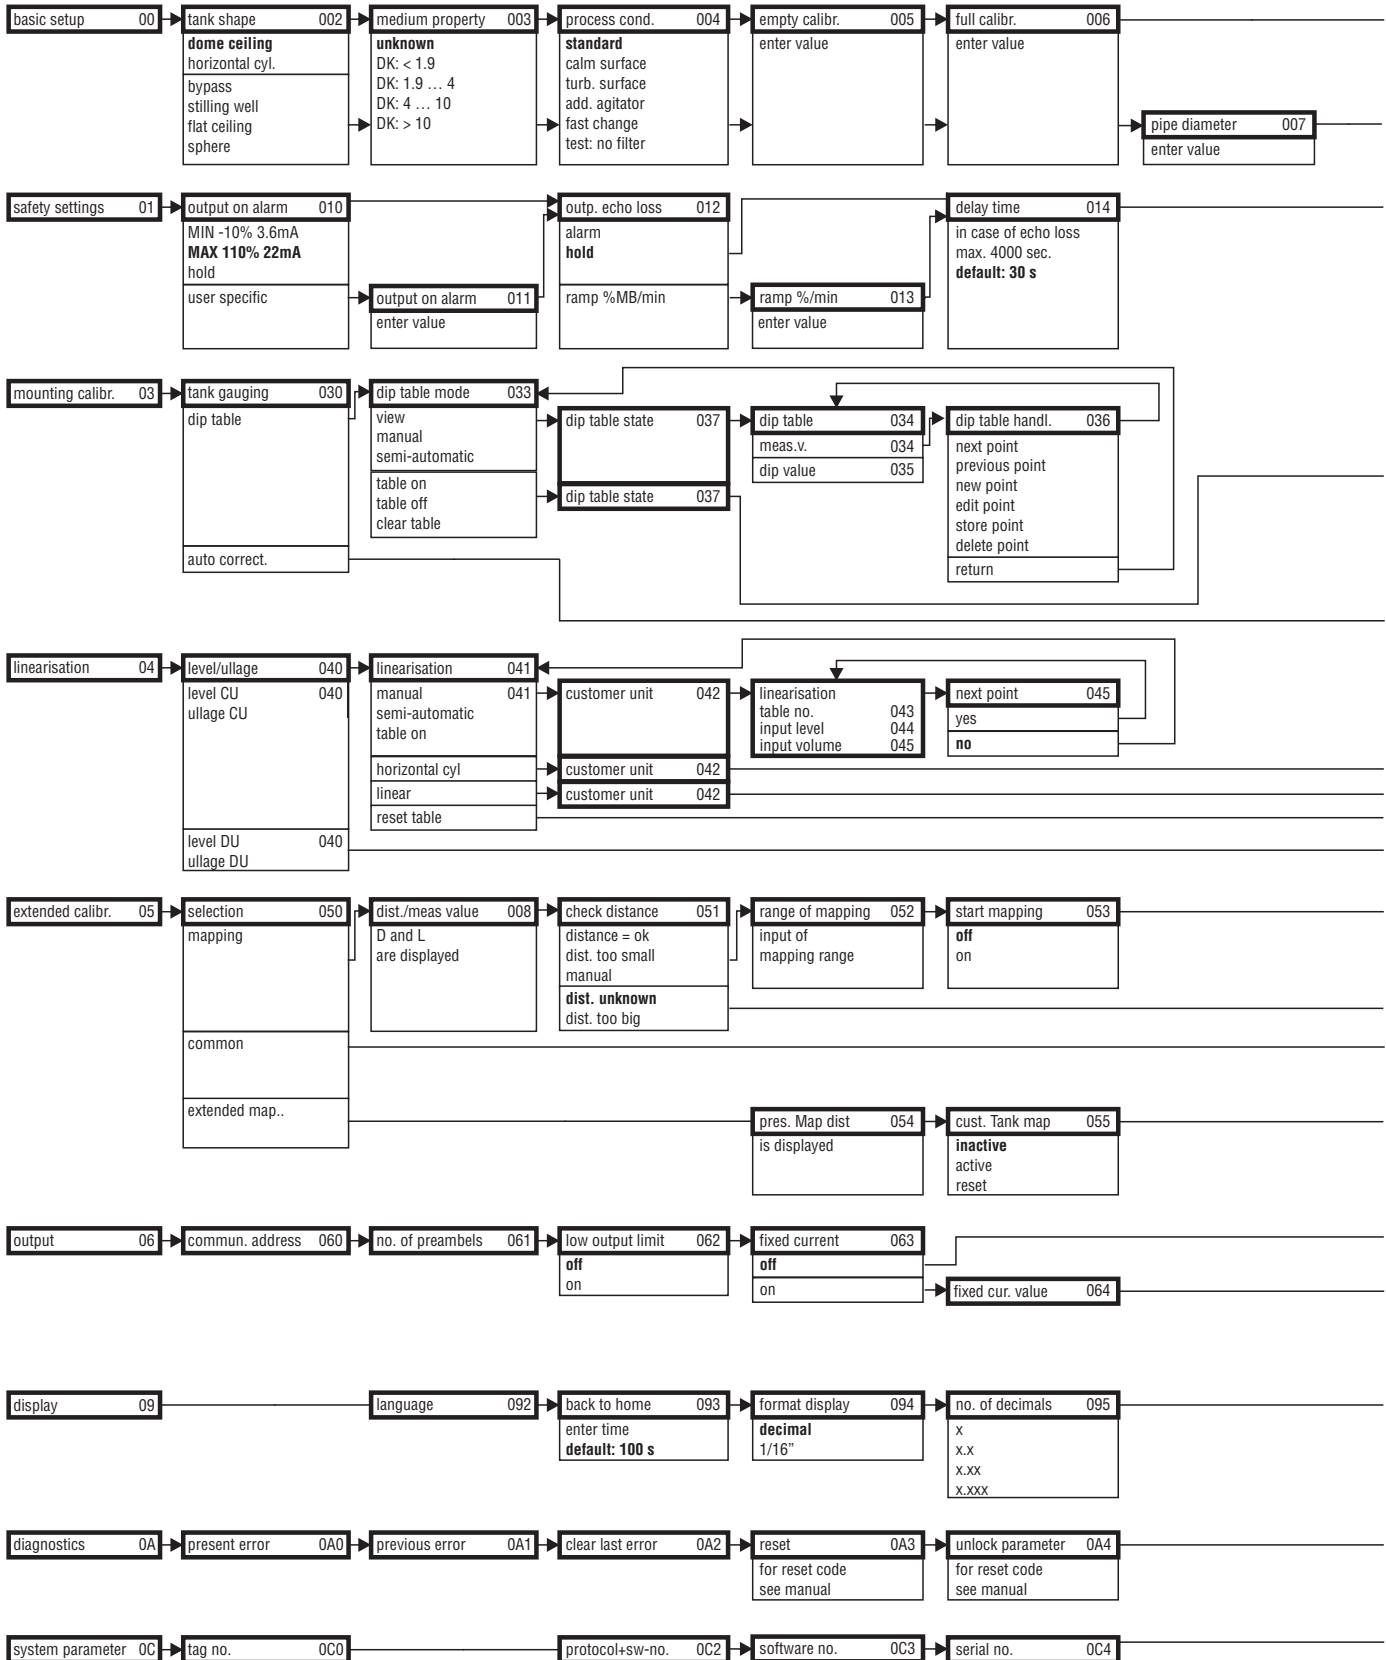 basic setup 00
tank shape 002
dome ceiling
horizontal cyl.
bypass
stilling well
flat ceiling
sphere
medium property 003
unknown
DK: < 1.9
DK: 1.9 … 4
DK: 4 … 10
DK: > 10
process cond. 004
standard
calm surface
turb. surface
add. agitator
fast change
test: no filter
empty calibr. 005
enter value
full calibr. 006
enter value
pipe diameter 007
enter value
safety settings 01
output on alarm 010
MIN -10% 3.6mA
MAX 110% 22mA
hold
user specific
output on alarm 011
enter value
outp. echo loss 012
alarm
hold
ramp %MB/min
ramp %/min 013
enter value
delay time 014
in case of echo loss
max. 4000 sec.
default: 30 s
mounting calibr. 03
tank gauging 030
dip table
auto correct.
dip table mode 033
view
manual
semi-automatic
table on
table off
clear table
dip table state 037
dip table state 037
dip table 034
meas.v. 034
dip value 035
dip table handl. 036
next point
previous point
new point
edit point
store point
delete point
return
linearisation 04
level/ullage 040
level CU 040
ullage CU
level DU 040
ullage DU
linearisation 041
manual 041
semi-automatic
table on
horizontal cyl
linear
reset table
customer unit 042
customer unit 042
customer unit 042
linearisation
table no. 043
input level 044
input volume 045
next point 045
yes
no
extended calibr. 05
selection 050
mapping
common
extended map..
dist./meas value 008
D and L
are displayed
check distance 051
distance = ok
dist. too small
manual
dist. unknown
dist. too big
range of mapping 052
input of
mapping range
start mapping 053
off
on
pres. Map dist 054
is displayed
cust. Tank map 055
inactive
active
reset
output 06
commun. address 060
no. of preambels 061
low output limit 062
off
on
fixed current 063
off
on
fixed cur. value 064
display 09
language 092
back to home 093
enter time
default: 100 s
format display 094
decimal
1/16”
no. of decimals 095
x
x.x
x.xx
x.xxx
diagnostics 0A
present error 0A0
previous error 0A1
clear last error 0A2
reset 0A3
for reset code
see manual
unlock parameter 0A4
for reset code
see manual
system parameter 0C
tag no. 0C0
protocol+sw-no. 0C2
software no. 0C3
serial no. 0C4